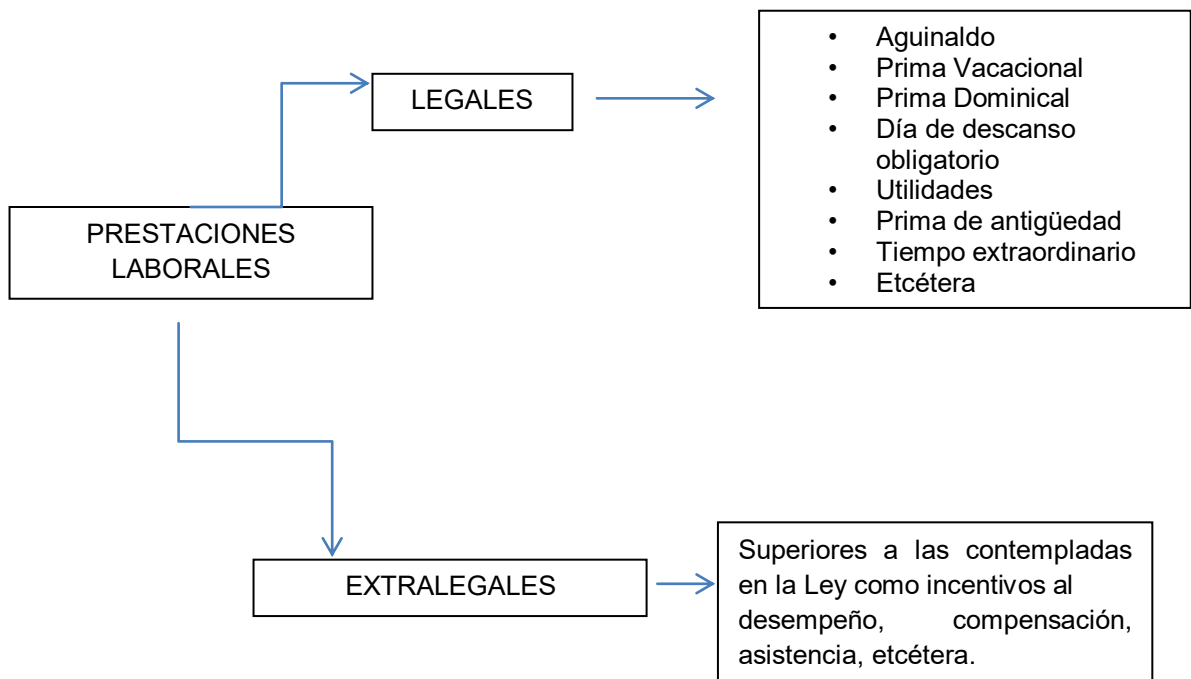 • Aguinaldo
• Prima Vacacional
• Prima Dominical
• Día de descanso
obligatorio
• Utilidades
• Prima de antigüedad
• Tiempo extraordinario
• Etcétera
LEGALES
PRESTACIONES
LABORALES
EXTRALEGALES
Superiores a las contempladas
en la Ley como incentivos al
desempeño, compensación,
asistencia, etcétera.